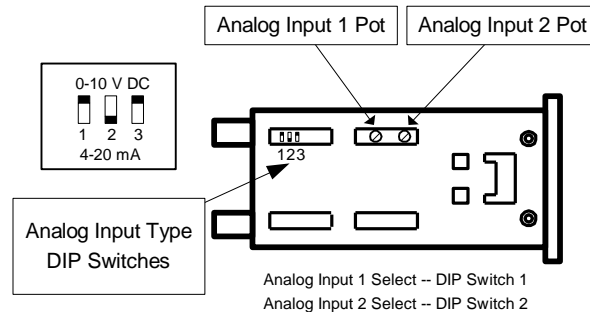 Analog Input 1 Pot
Analog Input 2 Pot
0-10 V DC
1 2 3
4-20 mA
123
Analog Input Type
DIP Switches
Analog Input 1 Select -- DIP Switch 1
Analog Input 2 Select -- DIP Switch 2